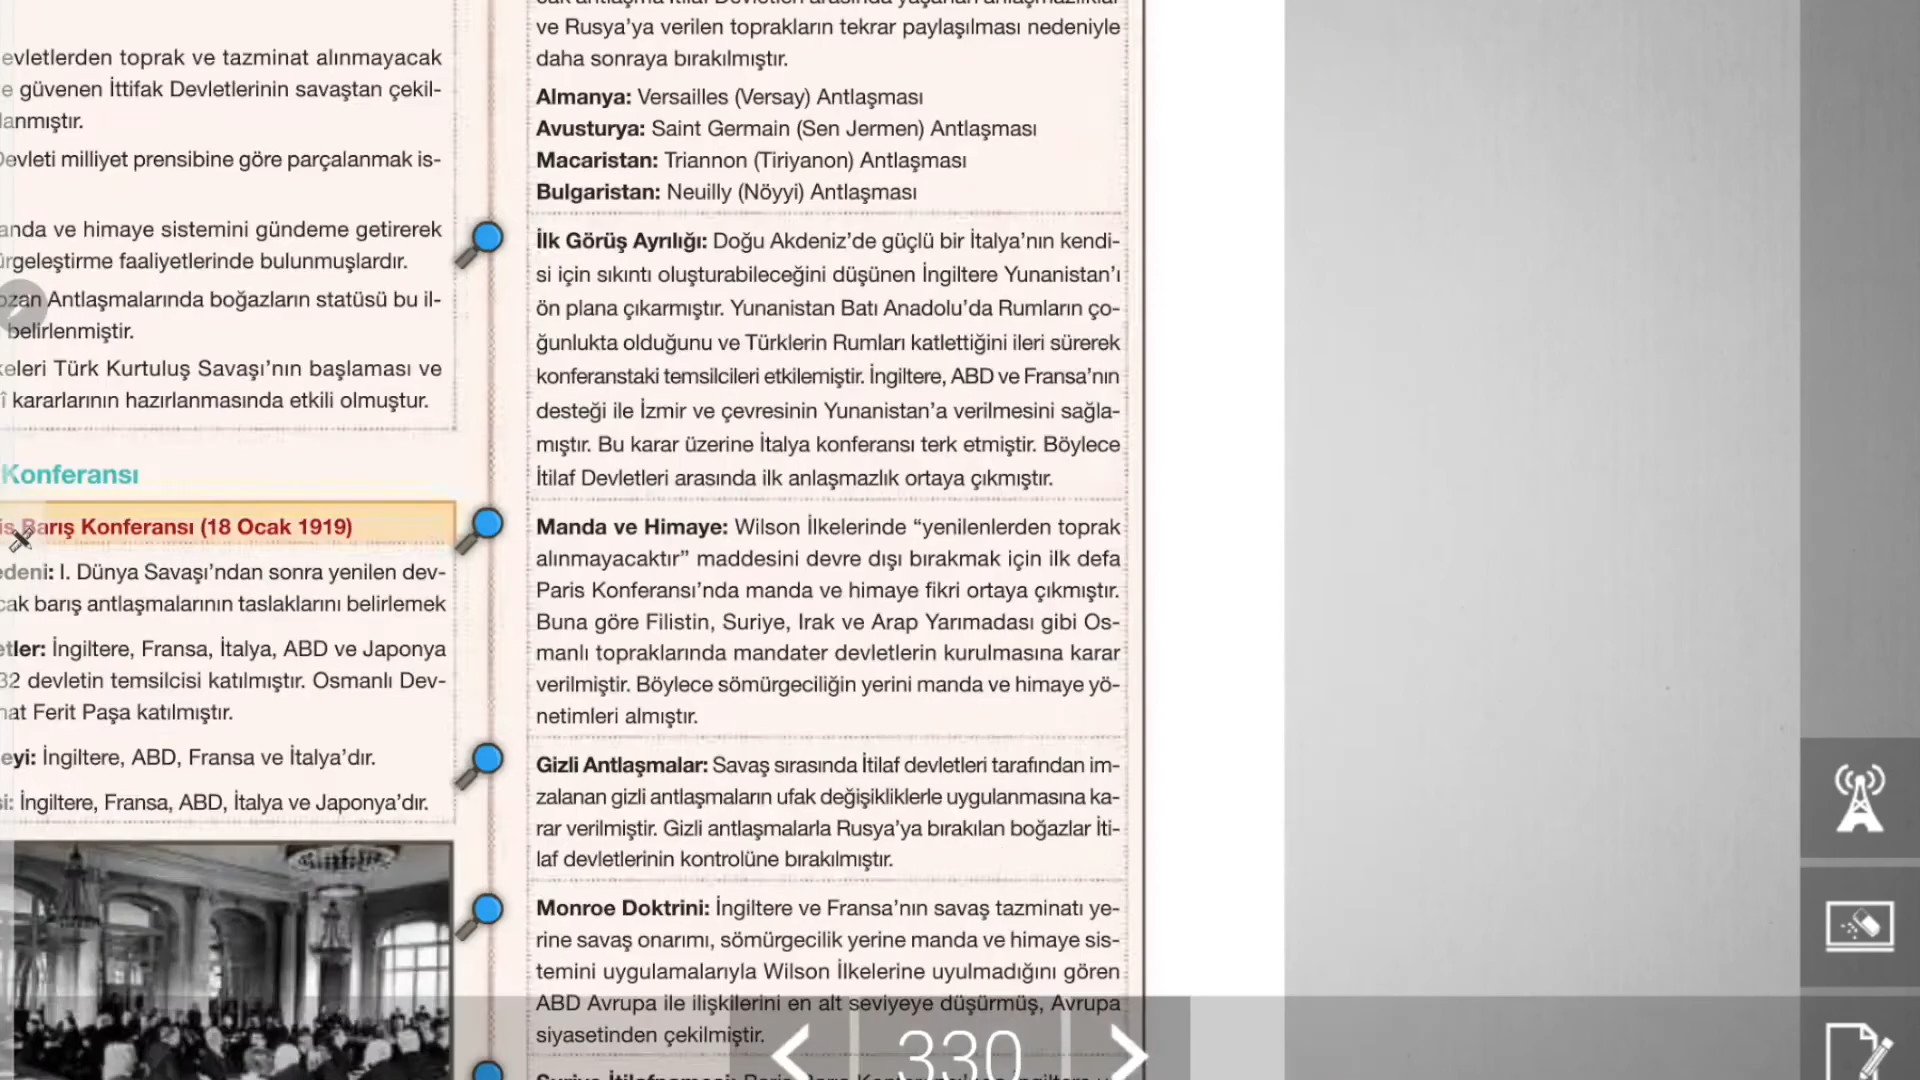 evletlerden toprak ve tazminat alınmayacak
e güvenen İttifak Devletlerinin savaştan çekil-
lanmıştır.
Devleti milliyet prensibine göre parçalanmak is-
anda ve himaye sistemini gündeme getirerek
ürgeleştirme faaliyetlerinde bulunmuşlardır.
ozan Antlaşmalarında boğazların statüsü bu il-
belirlenmiştir.
keleri Türk Kurtuluş Savaşı’nın başlaması ve
î kararlarının hazırlanmasında etkili olmuştur.
Konferansı
is Barış Konferansı (18 Ocak 1919)
edeni: I. Dünya Savaşı’ndan sonra yenilen dev-
cak barış antlaşmalarının taslaklarını belirlemek
etler: İngiltere, Fransa, İtalya, ABD ve Japonya
32 devletin temsilcisi katılmıştır. Osmanlı Dev-
mat Ferit Paşa katılmıştır.
eyi: İngiltere, ABD, Fransa ve İtalya’dır.
si: İngiltere, Fransa, ABD, İtalya ve Japonya’dır.
ve Rusya’ya verilen toprakların tekrar paylaşılması nedeniyle
daha sonraya bırakılmıştır.
Almanya: Versailles (Versay) Antlaşması
Avusturya: Saint Germain (Sen Jermen) Antlaşması
Macaristan: Triannon (Tiriyanon) Antlaşması
Bulgaristan: Neuilly (Nöyyi) Antlaşması
İlk Görüş Ayrılığı: Doğu Akdeniz’de güçlü bir İtalya’nın kendi-
si için sıkıntı oluşturabileceğini düşünen İngiltere Yunanistan’ı
ön plana çıkarmıştır. Yunanistan Batı Anadolu’da Rumların ço-
ğunlukta olduğunu ve Türklerin Rumları katlettiğini ileri sürerek
konferanstaki temsilcileri etkilemiştir. İngiltere, ABD ve Fransa’nın
desteği ile İzmir ve çevresinin Yunanistan’a verilmesini sağla-
mıştır. Bu karar üzerine İtalya konferansı terk etmiştir. Böylece
İtilaf Devletleri arasında ilk anlaşmazlık ortaya çıkmıştır.
Manda ve Himaye: Wilson İlkelerinde “yenilenlerden toprak
alınmayacaktır” maddesini devre dışı bırakmak için ilk defa
Paris Konferansı’nda manda ve himaye fikri ortaya çıkmıştır.
Buna göre Filistin, Suriye, Irak ve Arap Yarımadası gibi Os-
manlı topraklarında mandater devletlerin kurulmasına karar
verilmiştir. Böylece sömürgeciliğin yerini manda ve himaye yö-
netimleri almıştır.
Gizli Antlaşmalar: Savaş sırasında İtilaf devletleri tarafından im-
zalanan gizli antlaşmaların ufak değişikliklerle uygulanmasına ka-
rar verilmiştir. Gizli antlaşmalarla Rusya’ya bırakılan boğazlar İti-
laf devletlerinin kontrolüne bırakılmıştır.
Monroe Doktrini: İngiltere ve Fransa’nın savaş tazminatı ye-
rine savaş onarımı, sömürgecilik yerine manda ve himaye sis-
temini uygulamalarıyla Wilson İlkelerine uyulmadığını gören
ABD Avrupa ile ilişkilerini en alt seviyeye düşürmüş, Avrupa
siyasetinden çekilmiştir.
330